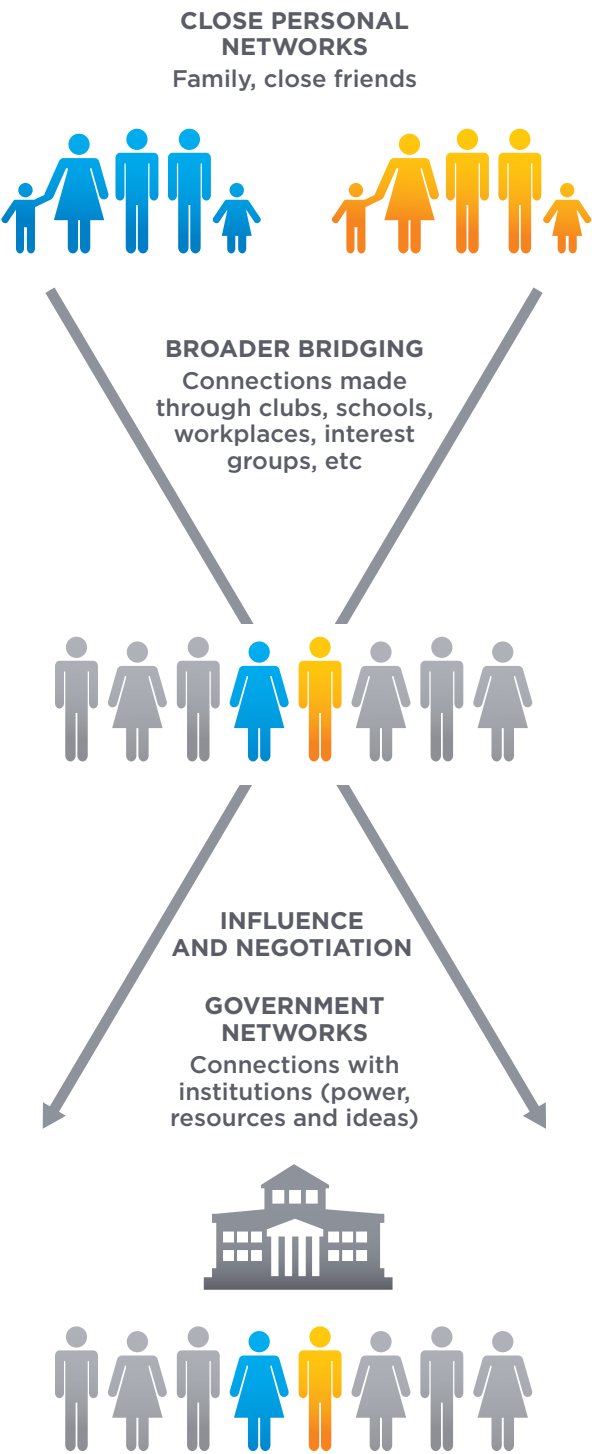 CLOSE PERSONAL
NETWORKS
Family, close friends
BROADER BRIDGING
Connections made
through clubs, schools,
workplaces, interest
groups, etc
INFLUENCE
AND NEGOTIATION
GOVERNMENT
NETWORKS
Connections with
institutions (power,
resources and ideas)